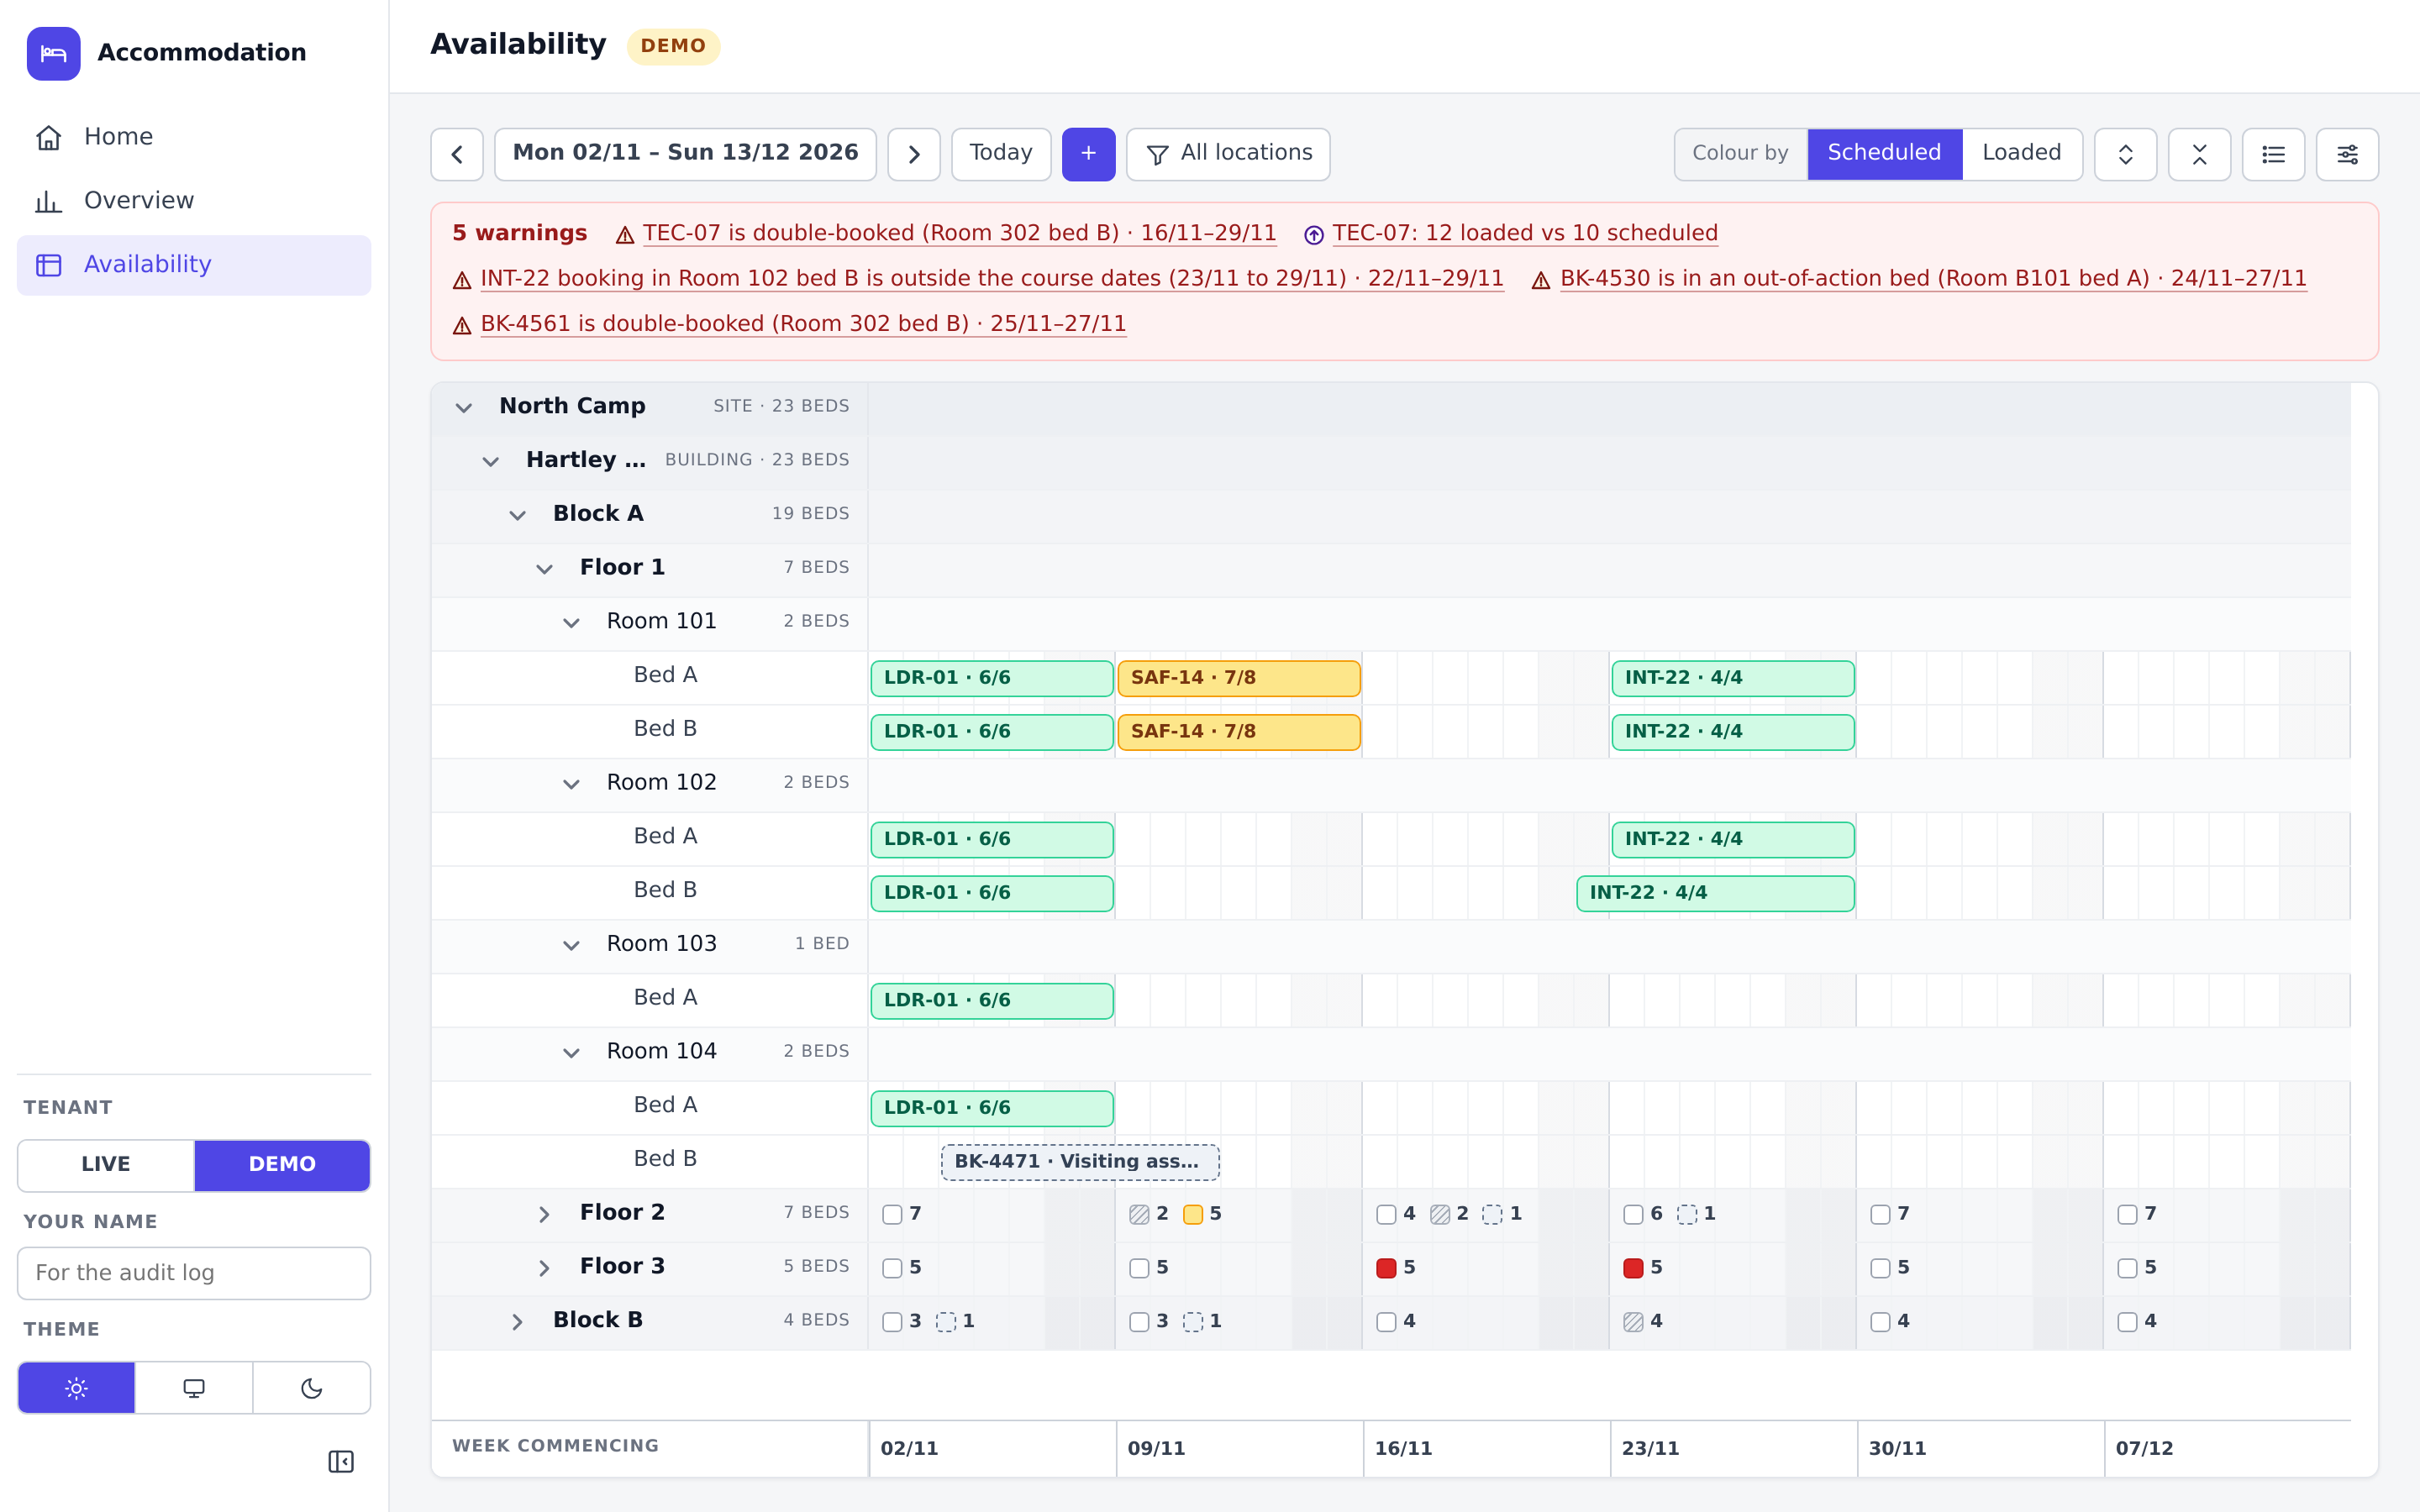 Accommodation
Home
Overview
Availability
TENANT
LIVE DEMO
YOUR NAME
For the audit log
THEME
Availability DEMO
Mon 02/11 – Sun 13/12 2026 Today + All locations Colour by Scheduled Loaded
5 warnings TEC-07 is double-booked (Room 302 bed B) · 16/11–29/11 TEC-07: 12 loaded vs 10 scheduled
INT-22 booking in Room 102 bed B is outside the course dates (23/11 to 29/11) · 22/11–29/11 BK-4530 is in an out-of-action bed (Room B101 bed A) · 24/11–27/11
BK-4561 is double-booked (Room 302 bed B) · 25/11–27/11
North Camp SITE · 23 BEDS
Hartley ... BUILDING · 23 BEDS
Block A 19 BEDS
Floor 1 7 BEDS
Room 101 2 BEDS
Bed A LDR-01 · 6/6 SAF-14 · 7/8 INT-22 · 4/4
Bed B LDR-01 · 6/6 SAF-14 · 7/8 INT-22 · 4/4
Room 102 2 BEDS
Bed A LDR-01 · 6/6 INT-22 · 4/4
Bed B LDR-01 · 6/6 INT-22 · 4/4
Room 103 1 BED
Bed A LDR-01 · 6/6
Room 104 2 BEDS
Bed A LDR-01 · 6/6
Bed B BK-4471 · Visiting ass...
Floor 2 7 BEDS 7 2 5 4 2 1 6 1 7 7
Floor 3 5 BEDS 5 5 5 5 5 5
Block B 4 BEDS 3 1 3 1 4 4 4 4
WEEK COMMENCING 02/11 09/11 16/11 23/11 30/11 07/12